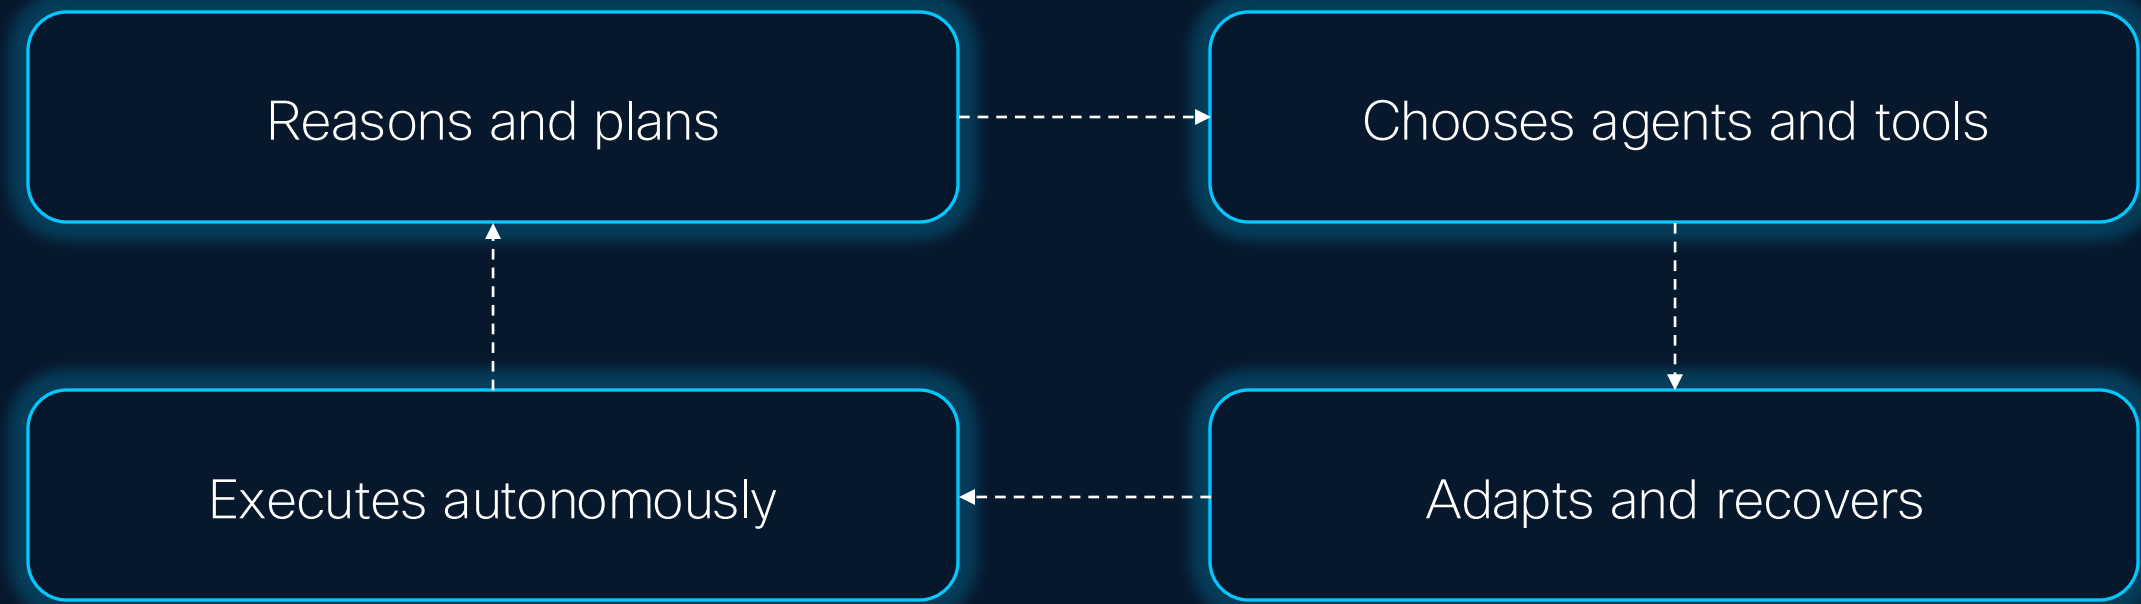 Reasons and plans
Chooses agents and tools
Executes autonomously
Adapts and recovers